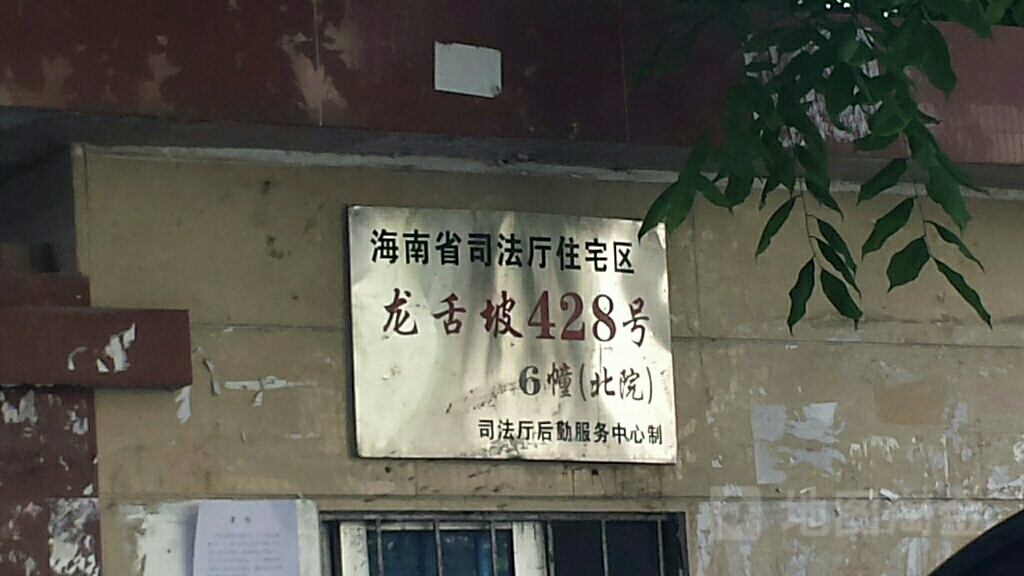 海南省司法厅住宅区
龙舌坡428号
6幢(北院)
司法厅后勤服务中心制